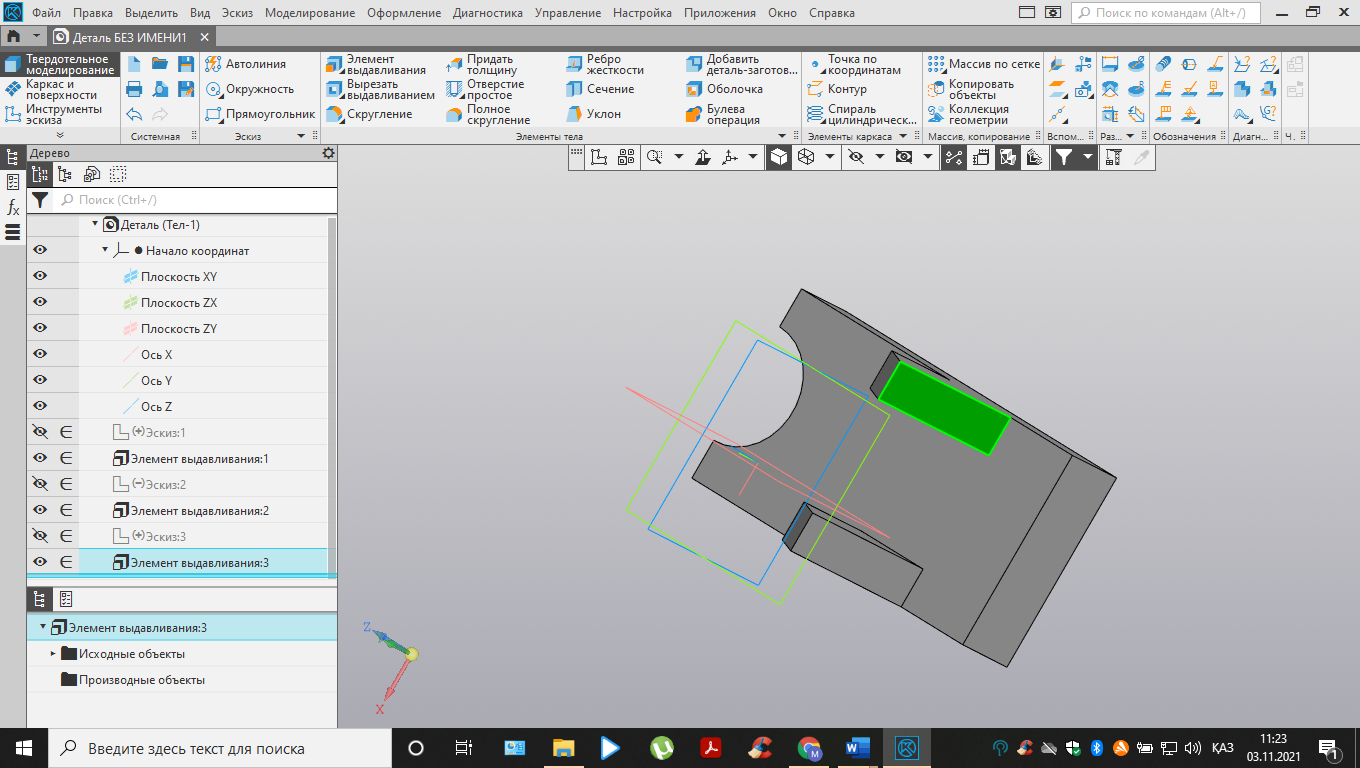 Файл Правка Выделить Вид Эскиз Моделирование Оформление Диагностика Управление Настройка Приложения Окно Справка
Поиск по командам (Alt+/)
Деталь БЕЗ ИМЕНИ1
Твердотельное
моделирование
Каркас и
поверхности
Инструменты
эскиза
Системная
Автолиния
Окружность
Прямоугольник
Эскиз
Элемент
выдавливания
Вырезать
выдавливанием
Скругление
Придать
толщину
Отверстие
простое
Полное
скругление
Ребро
жесткости
Сечение
Уклон
Добавить
деталь-заготов...
Оболочка
Булева
операция
Элементы тела
Точка по
координатам
Контур
Спираль
цилиндрическ...
Элементы каркаса
Массив по сетке
Копировать
объекты
Коллекция
геометрии
Массив, копирование
Вспом...
Раз...
Обозначения
Диагн...
Ч..
Дерево
Поиск (Ctrl+/)
Деталь (Тел-1)
Начало координат
Плоскость XY
Плоскость ZX
Плоскость ZY
Ось X
Ось Y
Ось Z
(+)Эскиз:1
Элемент выдавливания:1
(−)Эскиз:2
Элемент выдавливания:2
(+)Эскиз:3
Элемент выдавливания:3
Элемент выдавливания:3
Исходные объекты
Производные объекты
Z
X
Введите здесь текст для поиска
ҚАЗ
11:23
03.11.2021
1